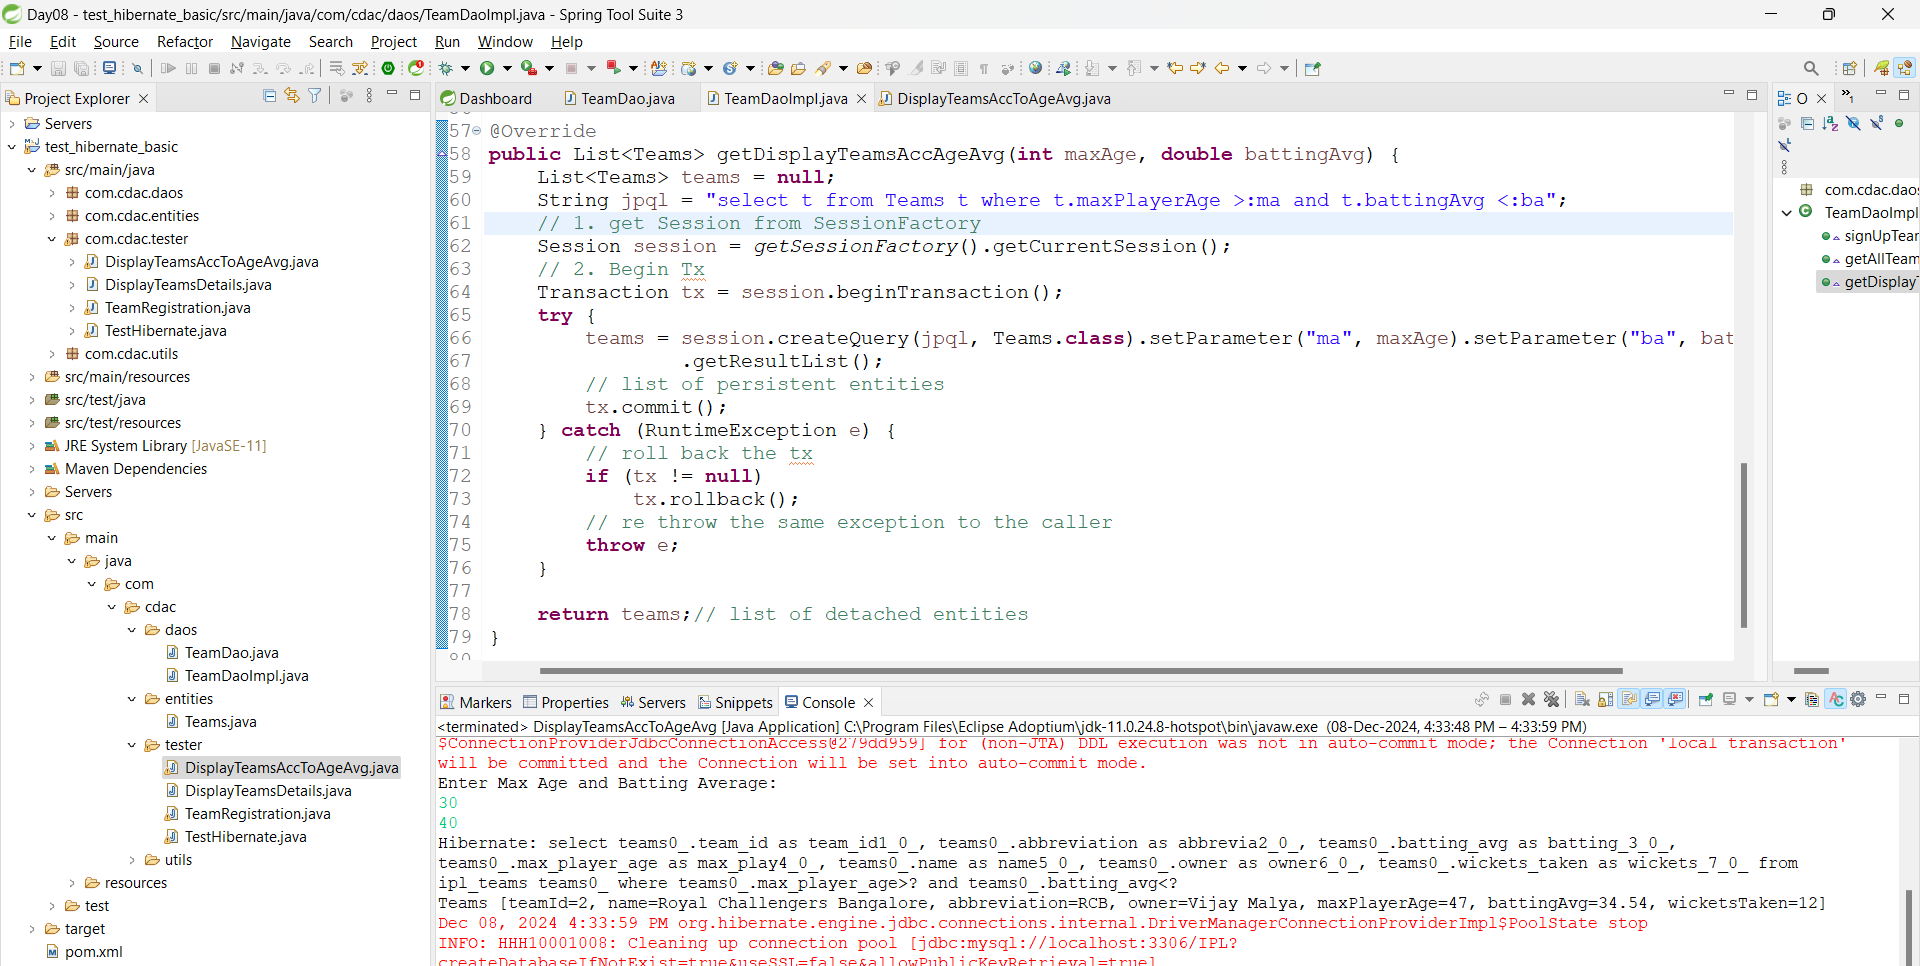 Day08 - test_hibernate_basic/src/main/java/com/cdac/daos/TeamDaoImpl.java - Spring Tool Suite 3
File Edit Source Refactor Navigate Search Project Run Window Help
Project Explorer
Servers
test_hibernate_basic
src/main/java
com.cdac.daos
com.cdac.entities
com.cdac.tester
DisplayTeamsAccToAgeAvg.java
DisplayTeamsDetails.java
TeamRegistration.java
TestHibernate.java
com.cdac.utils
src/main/resources
src/test/java
src/test/resources
JRE System Library [JavaSE-11]
Maven Dependencies
Servers
src
main
java
com
cdac
daos
TeamDao.java
TeamDaoImpl.java
entities
Teams.java
tester
DisplayTeamsAccToAgeAvg.java
DisplayTeamsDetails.java
TeamRegistration.java
TestHibernate.java
utils
resources
test
target
pom.xml
Dashboard TeamDao.java TeamDaoImpl.java DisplayTeamsAccToAgeAvg.java
57 @Override
58 public List<Teams> getDisplayTeamsAccAgeAvg(int maxAge, double battingAvg) {
59 List<Teams> teams = null;
60 String jpql = "select t from Teams t where t.maxPlayerAge >:ma and t.battingAvg <:ba";
61 // 1. get Session from SessionFactory
62 Session session = getSessionFactory().getCurrentSession();
63 // 2. Begin Tx
64 Transaction tx = session.beginTransaction();
65 try {
66 teams = session.createQuery(jpql, Teams.class).setParameter("ma", maxAge).setParameter("ba", bat
67 .getResultList();
68 // list of persistent entities
69 tx.commit();
70 } catch (RuntimeException e) {
71 // roll back the tx
72 if (tx != null)
73 tx.rollback();
74 // re throw the same exception to the caller
75 throw e;
76 }
77
78 return teams;// list of detached entities
79 }
80
O
1
com.cdac.dao
TeamDaoImpl
signUpTear
getAllTeam
getDisplay
Markers Properties Servers Snippets Console
<terminated> DisplayTeamsAccToAgeAvg [Java Application] C:\Program Files\Eclipse Adoptium\jdk-11.0.24.8-hotspot\bin\javaw.exe (08-Dec-2024, 4:33:48 PM – 4:33:59 PM)
$ConnectionProviderJdbcConnectionAccess@279dd959] for (non-JTA) DDL execution was not in auto-commit mode; the Connection 'local transaction'
will be committed and the Connection will be set into auto-commit mode.
Enter Max Age and Batting Average:
30
40
Hibernate: select teams0_.team_id as team_id1_0_, teams0_.abbreviation as abbrevia2_0_, teams0_.batting_avg as batting_3_0_,
teams0_.max_player_age as max_play4_0_, teams0_.name as name5_0_, teams0_.owner as owner6_0_, teams0_.wickets_taken as wickets_7_0_ from
ipl_teams teams0_ where teams0_.max_player_age>? and teams0_.batting_avg<?
Teams [teamId=2, name=Royal Challengers Bangalore, abbreviation=RCB, owner=Vijay Malya, maxPlayerAge=47, battingAvg=34.54, wicketsTaken=12]
Dec 08, 2024 4:33:59 PM org.hibernate.engine.jdbc.connections.internal.DriverManagerConnectionProviderImpl$PoolState stop
INFO: HHH10001008: Cleaning up connection pool [jdbc:mysql://localhost:3306/IPL?
createDatabaseIfNotExist=true&useSSL=false&allowPublicKeyRetrieval=true]